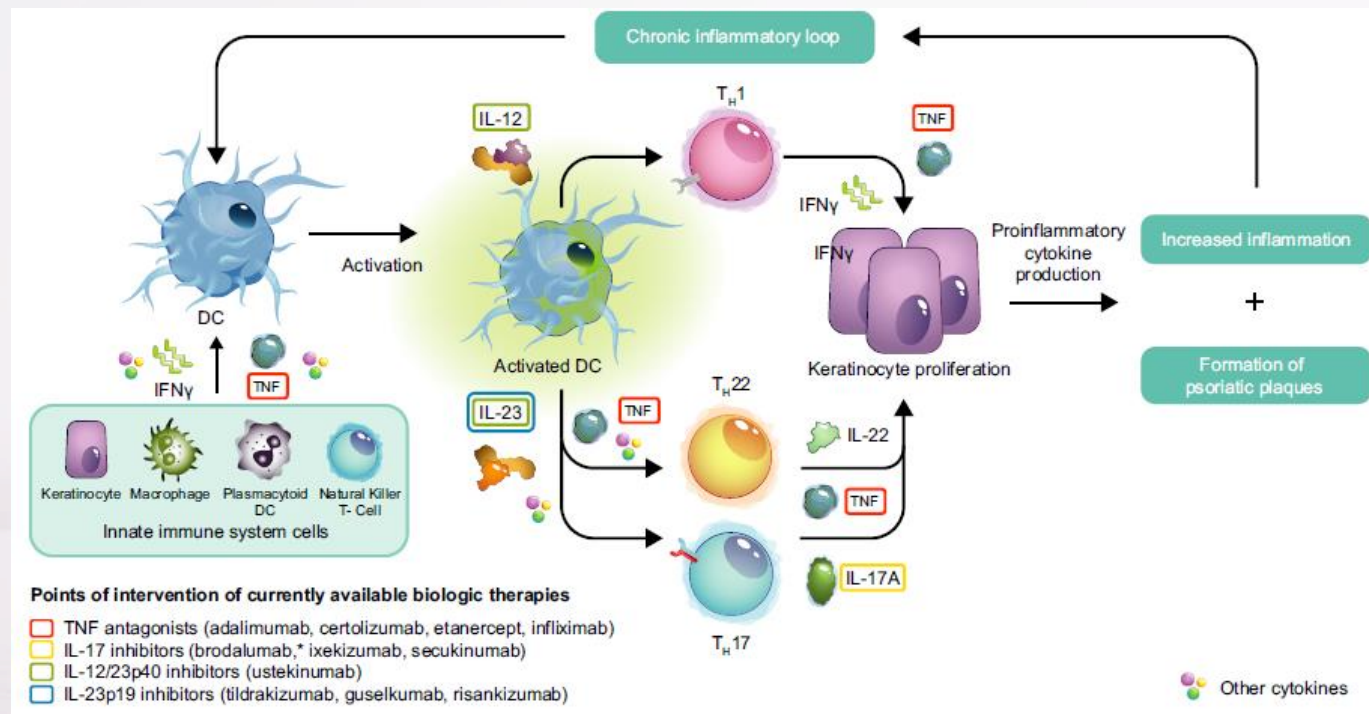 Chronic inflammatory loop
IL-12
TH1
TNF
IFNγ
IFNγ
Proinflammatory
cytokine
production
Increased inflammation
+
Formation of
psoriatic plaques
Activation
DC
Activated DC
Keratinocyte proliferation
IFNγ
TNF
IL-23
TNF
TH22
IL-22
TNF
IL-17A
TH17
Keratinocyte
Macrophage
Plasmacytoid
DC
Natural Killer
T- Cell
Innate immune system cells
Points of intervention of currently available biologic therapies
TNF antagonists (adalimumab, certolizumab, etanercept, infliximab)
IL-17 inhibitors (brodalumab,* ixekizumab, secukinumab)
IL-12/23p40 inhibitors (ustekinumab)
IL-23p19 inhibitors (tildrakizumab, guselkumab, risankizumab)
Other cytokines